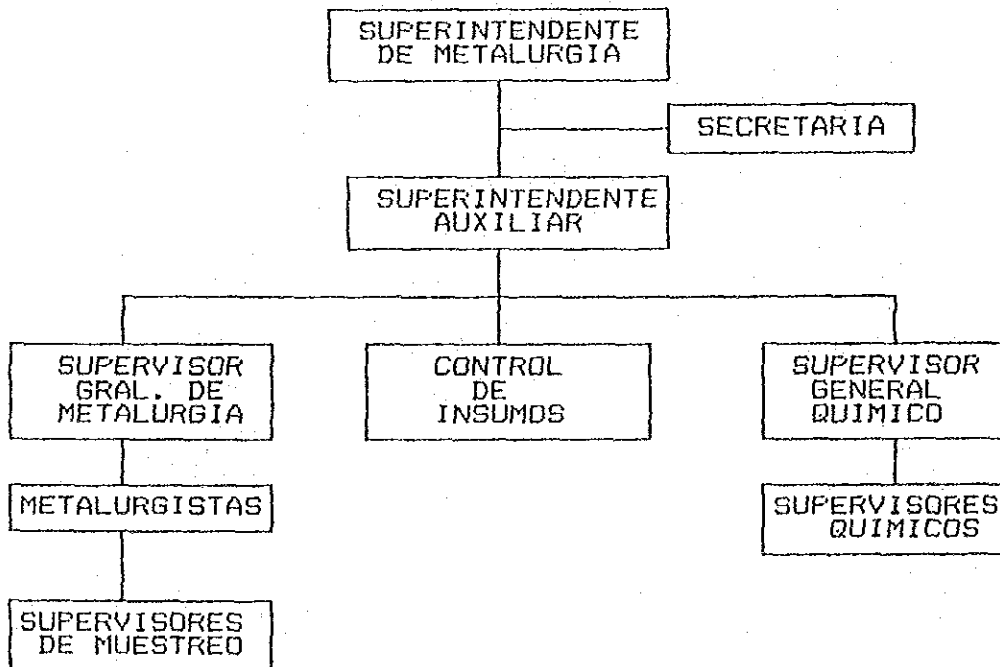 SUPERINTENDENTE
DE METALURGIA
SECRETARIA
SUPERINTENDENTE
AUXILIAR
SUPERVISOR
GRAL. DE
METALURGIA
CONTROL
DE
INSUMOS
SUPERVISOR
GENERAL
QUIMICO
METALURGISTAS
SUPERVISORES
QUIMICOS
SUPERVISORES
DE MUESTREO